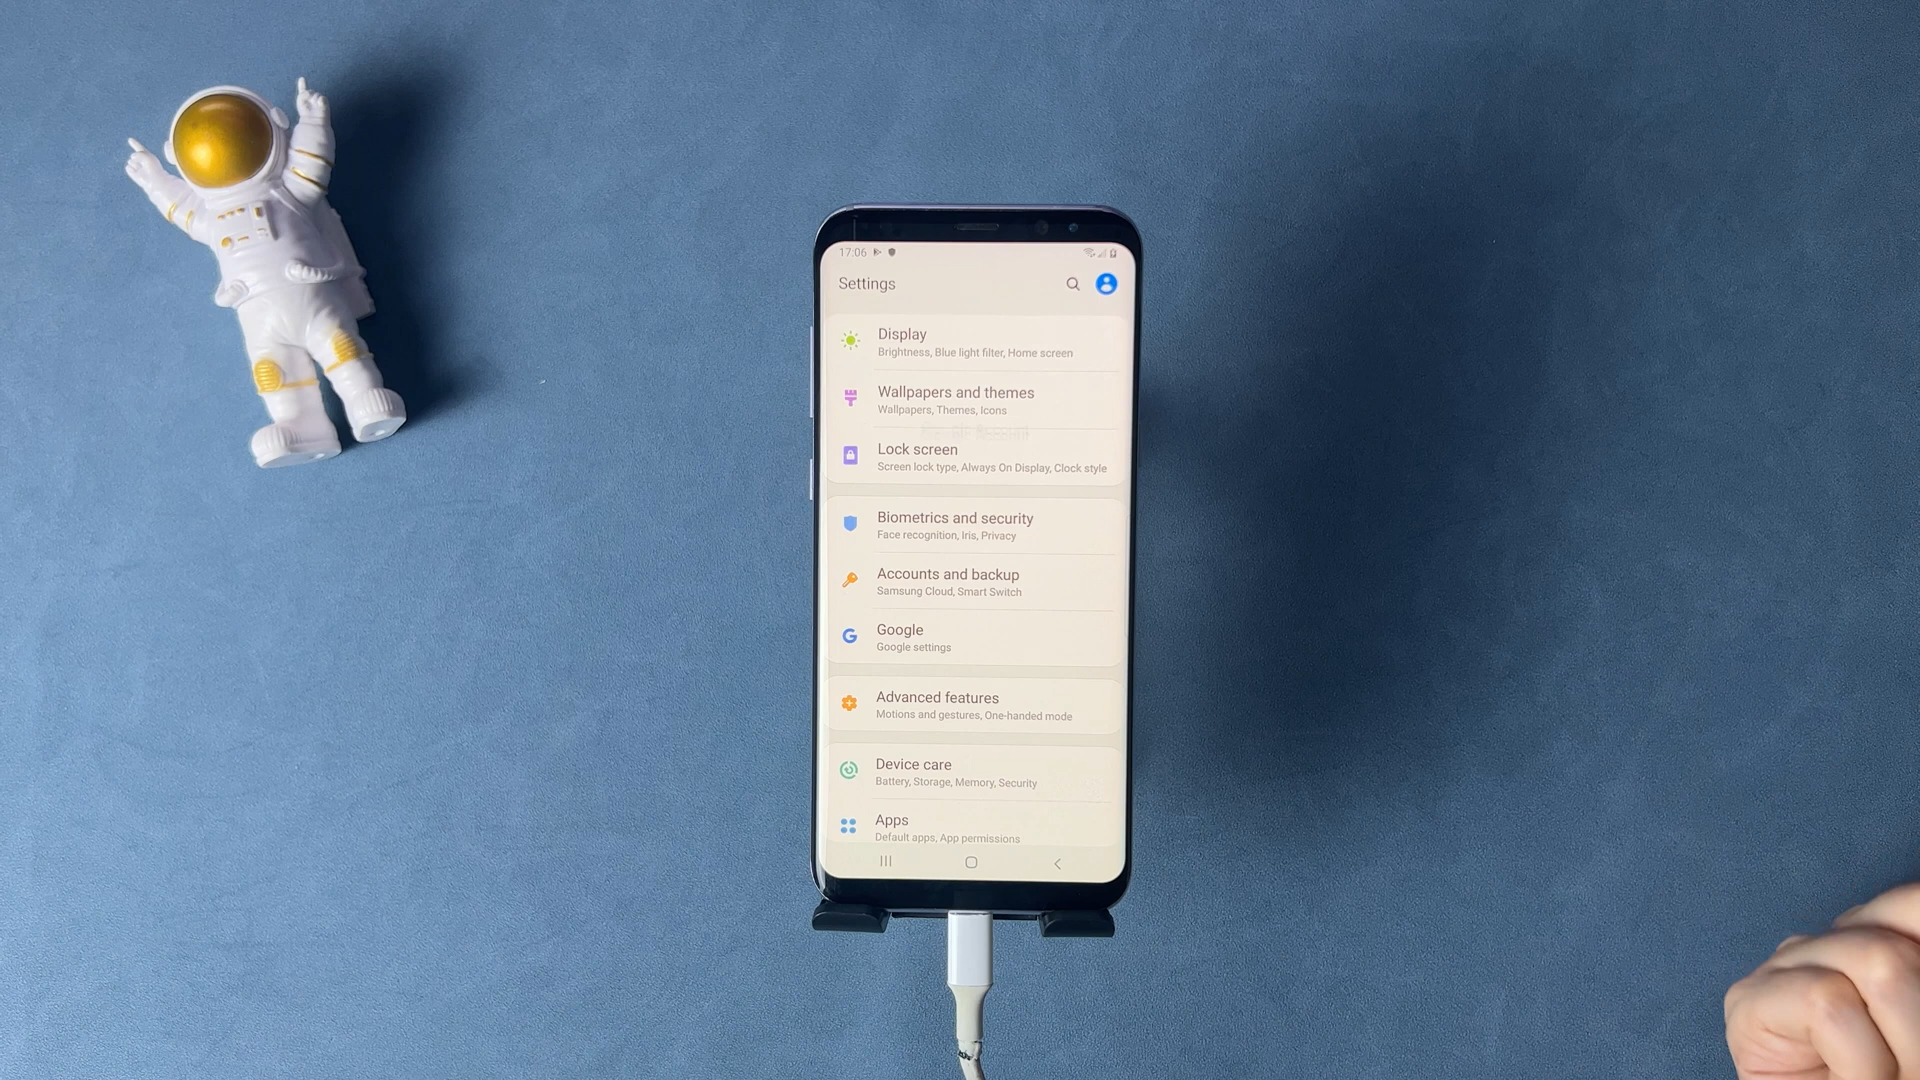 17:06
Settings
Display
Brightness, Blue light filter, Home screen
Wallpapers and themes
Wallpapers, Themes, Icons
Lock screen
Screen lock type, Always On Display, Clock style
Biometrics and security
Face recognition, Iris, Privacy
Accounts and backup
Samsung Cloud, Smart Switch
Google
Google settings
Advanced features
Motions and gestures, One-handed mode
Device care
Battery, Storage, Memory, Security
Apps
Default apps, App permissions